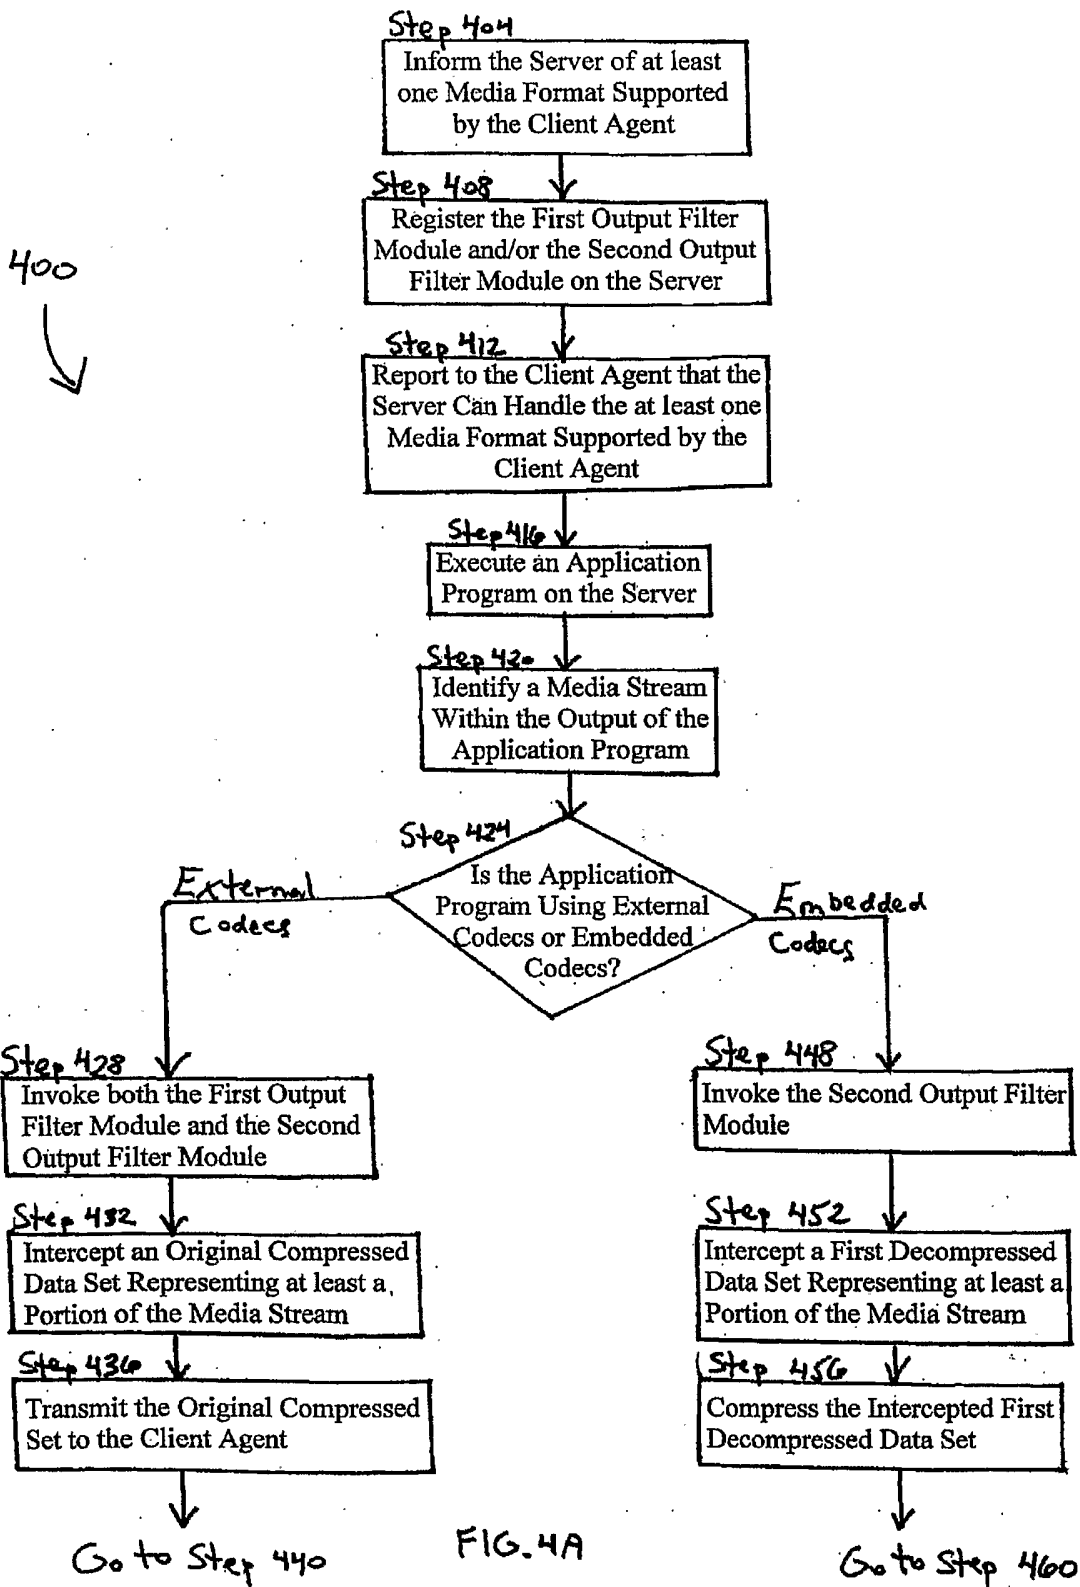 Step 404
Inform the Server of at least
one Media Format Supported
by the Client Agent
Step 408
Register the First Output Filter
Module and/or the Second Output
Filter Module on the Server
400
Step 412
Report to the Client Agent that the
Server Can Handle the at least one
Media Format Supported by the
Client Agent
Step 416
Execute an Application
Program on the Server
Step 420
Identify a Media Stream
Within the Output of the
Application Program
Step 424
Is the Application
Program Using External
Codecs or Embedded
Codecs?
External
Codecs
Embedded
Codecs
Step 428
Invoke both the First Output
Filter Module and the Second
Output Filter Module
Step 432
Intercept an Original Compressed
Data Set Representing at least a
Portion of the Media Stream
Step 436
Transmit the Original Compressed
Set to the Client Agent
Go to Step 440
Step 448
Invoke the Second Output Filter
Module
Step 452
Intercept a First Decompressed
Data Set Representing at least a
Portion of the Media Stream
Step 456
Compress the Intercepted First
Decompressed Data Set
Go to Step 460
FIG. 4A